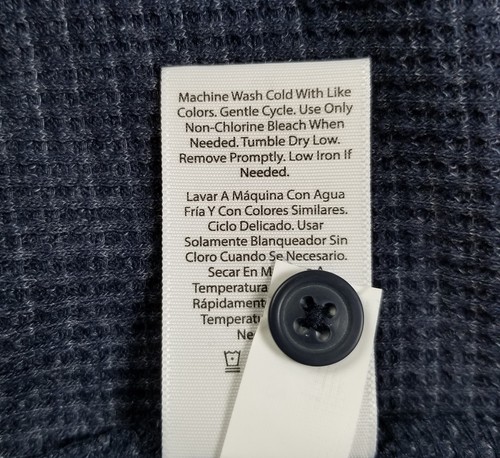 Machine Wash Cold With Like
Colors. Gentle Cycle. Use Only
Non-Chlorine Bleach When
Needed. Tumble Dry Low.
Remove Promptly. Low Iron If
Needed.
Lavar A Máquina Con Agua
Fría Y Con Colores Similares.
Ciclo Delicado. Usar
Solamente Blanqueador Sin
Cloro Cuando Se Necesario.
Secar En A
Temperatura